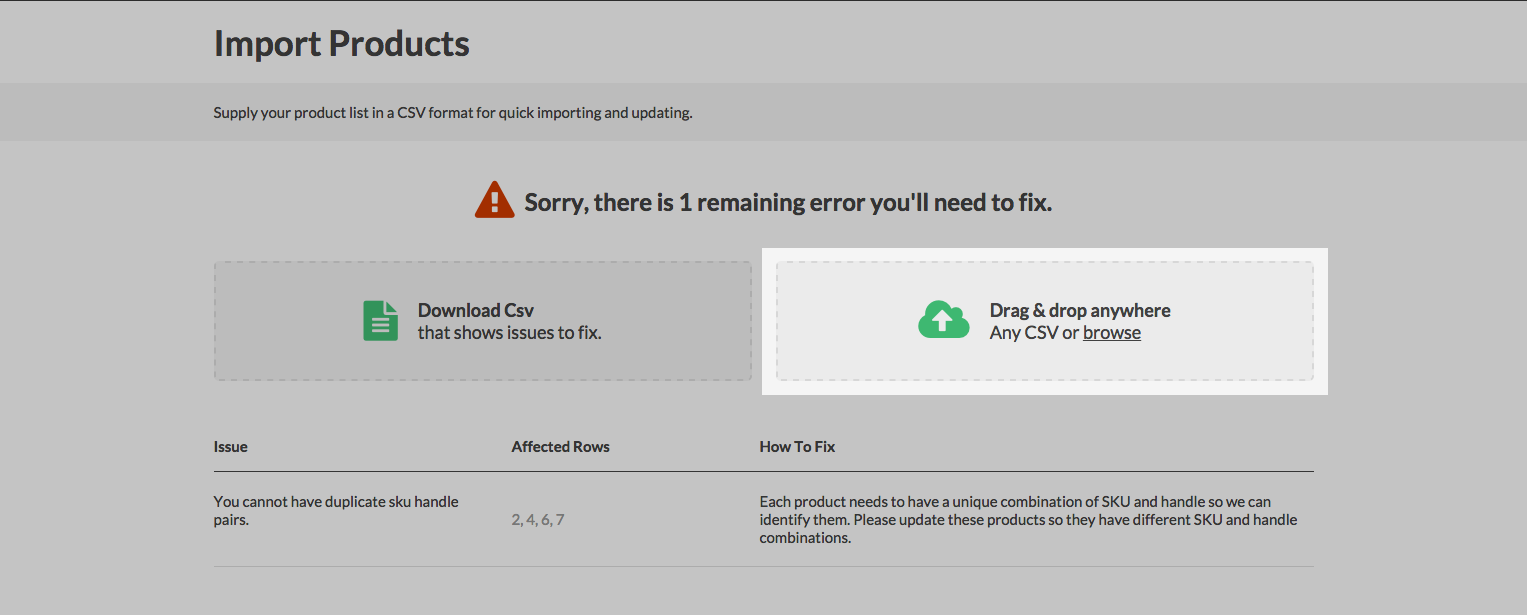 Import Products
Supply your product list in a CSV format for quick importing and updating.
Sorry, there is 1 remaining error you'll need to fix.
Download Csv
that shows issues to fix.
Drag & drop anywhere
Any CSV or browse
Issue
Affected Rows
How To Fix
You cannot have duplicate sku handle
pairs.
2, 4, 6, 7
Each product needs to have a unique combination of SKU and handle so we can
identify them. Please update these products so they have different SKU and handle
combinations.